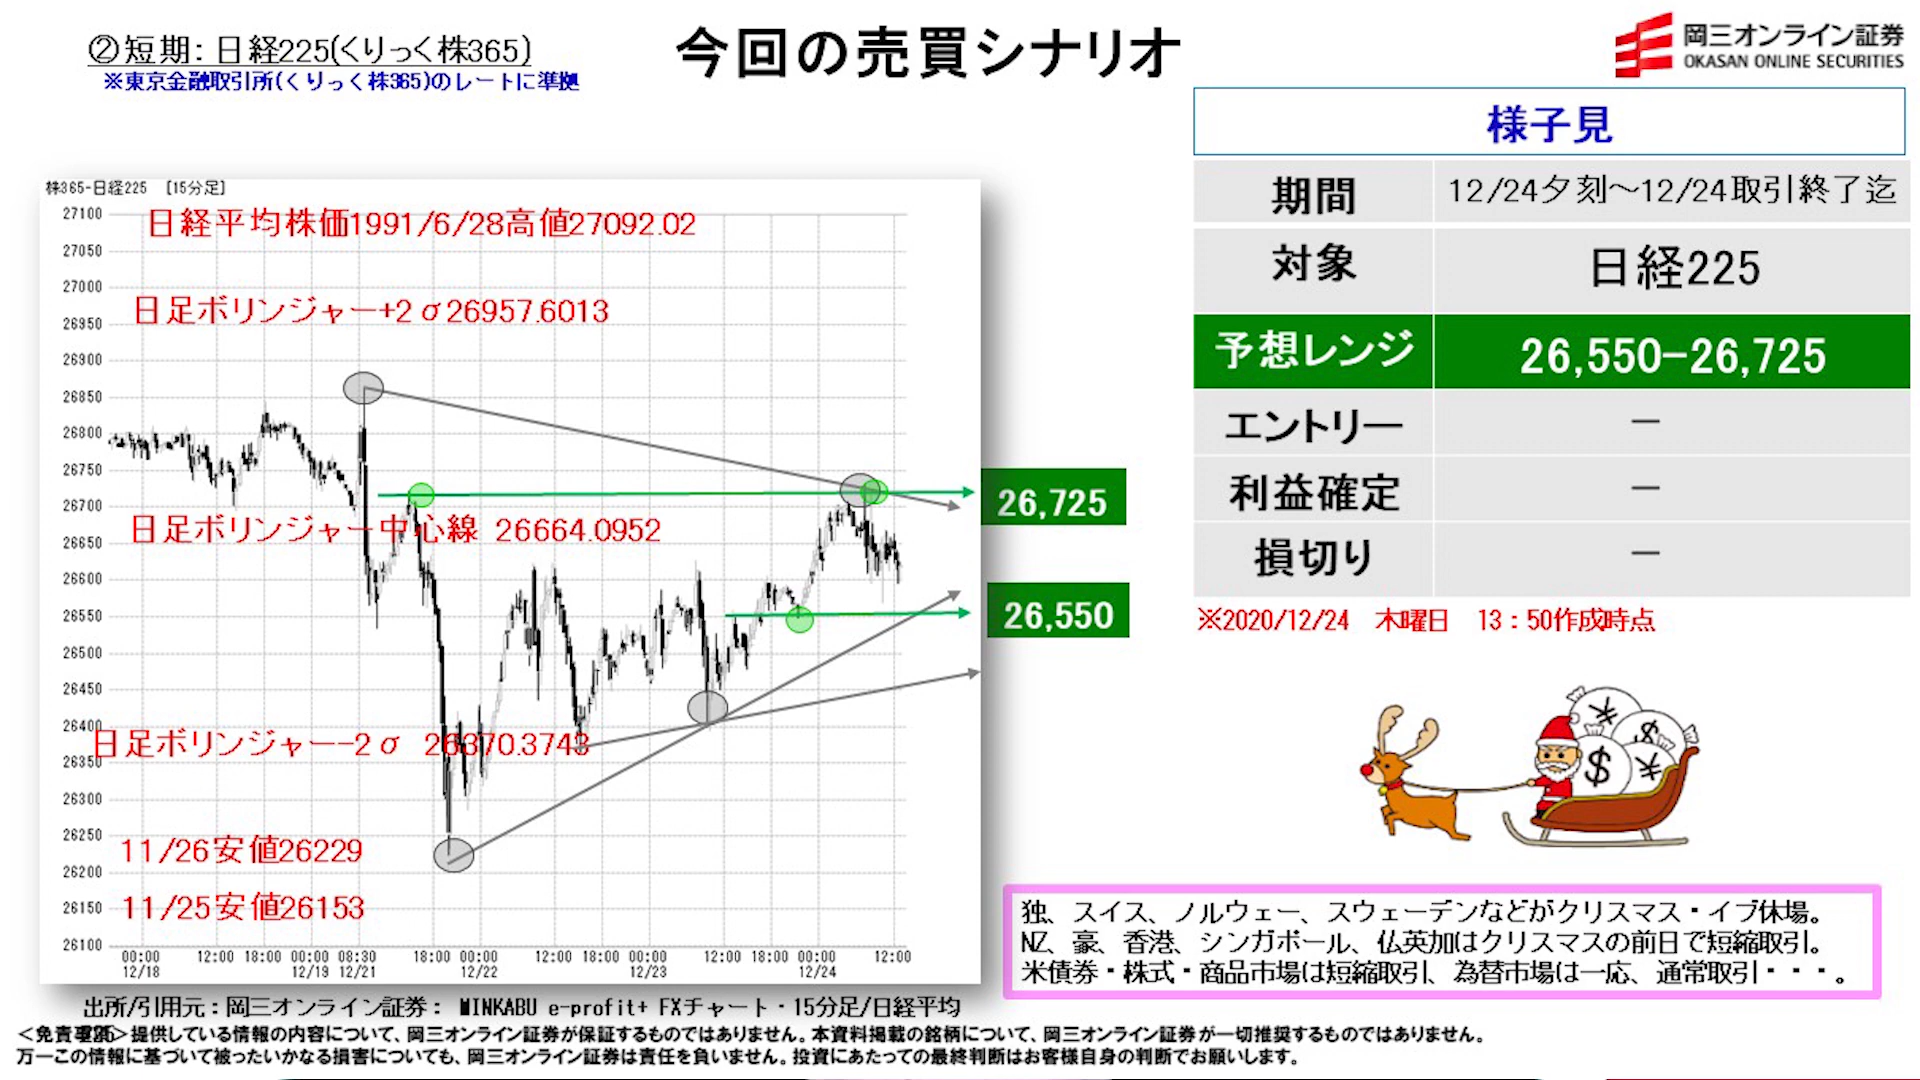 ②短期：日経225(くりっく株365)
※東京金融取引所(くりっく株365)のレートに準拠
今回の売買シナリオ
岡三オンライン証券
OKASAN ONLINE SECURITIES
様子見
期間 12/24夕刻～12/24取引終了迄
対象 日経225
予想レンジ 26,550-26,725
エントリー －
利益確定 －
損切り －
※2020/12/24 木曜日 13：50作成時点
株365-日経225 [15分足]
27100
27050
27000
26950
26900
26850
26800
26750
26700
26650
26600
26550
26500
26450
26400
26350
26300
26250
26200
26150
26100
日経平均株価1991/6/28高値27092.02
日足ボリンジャー+2σ26957.6013
日足ボリンジャー中心線 26664.0952
日足ボリンジャー-2σ 26370.3743
11/26安値26229
11/25安値26153
26,725
26,550
00:00 12:00 18:00 00:00 08:30 18:00 00:00 12:00 18:00 00:00 12:00 18:00 00:00 12:00
12/18 12/19 12/21 12/22 12/23 12/24
¥ $ $ ¥
独、スイス、ノルウェー、スウェーデンなどがクリスマス・イブ休場。
NZ、豪、香港、シンガポール、仏英加はクリスマスの前日で短縮取引。
米債券・株式・商品市場は短縮取引、為替市場は一応、通常取引・・・。
出所/引用元：岡三オンライン証券： MINKABU e-profit+ FXチャート・15分足/日経平均
225
＜免責事項＞提供している情報の内容について、岡三オンライン証券が保証するものではありません。本資料掲載の銘柄について、岡三オンライン証券が一切推奨するものではありません。
万一この情報に基づいて被ったいかなる損害についても、岡三オンライン証券は責任を負いません。投資にあたっての最終判断はお客様自身の判断でお願いします。